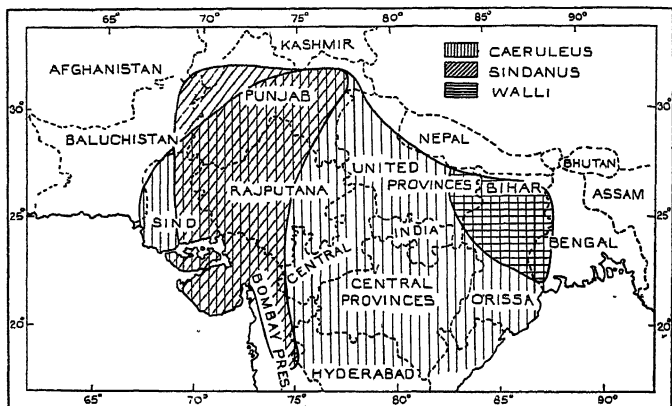 65° 70° 75° 80° 85° 90°
KASHMIR
CAERULEUS
AFGHANISTAN
SINDANUS
PUNJAB
WALLI
30° 30°
BALUCHISTAN
NEPAL
BHUTAN
UNITED
PROVINCES
BIHAR
ASSAM
RAJPUTANA
25° 25°
SIND
INDIA
BENGAL
CENTRAL
CENTRAL
PROVINCES
ORISSA
BOMBAY PRES.
20° 20°
HYDERABAD
65° 70° 75° 80° 85° 90°